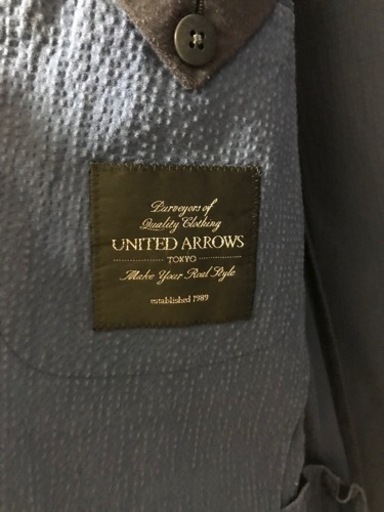 Purveyors of
Quality Clothing
UNITED ARROWS
TOKYO
Make Your Real Style
established 1989